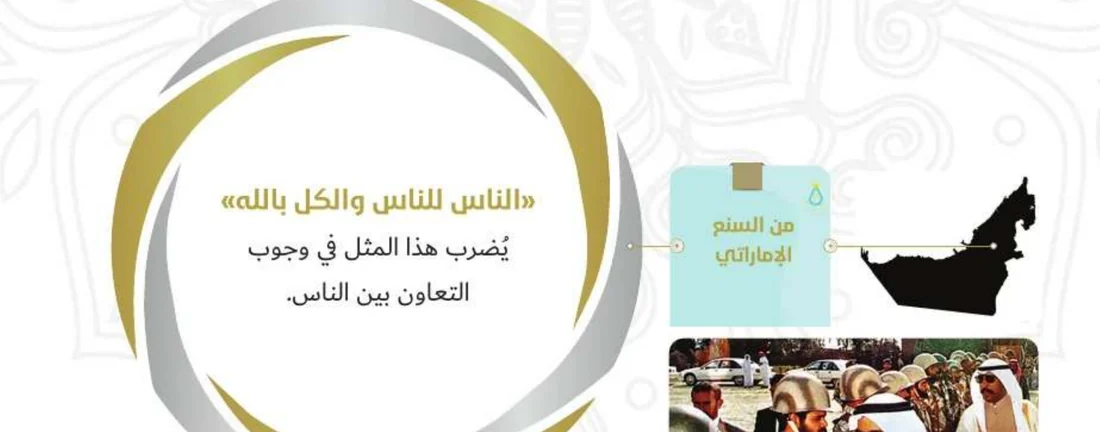 من السنع
الإماراتي
«الناس للناس والكل بالله»
يُضرب هذا المثل في وجوب
التعاون بين الناس.